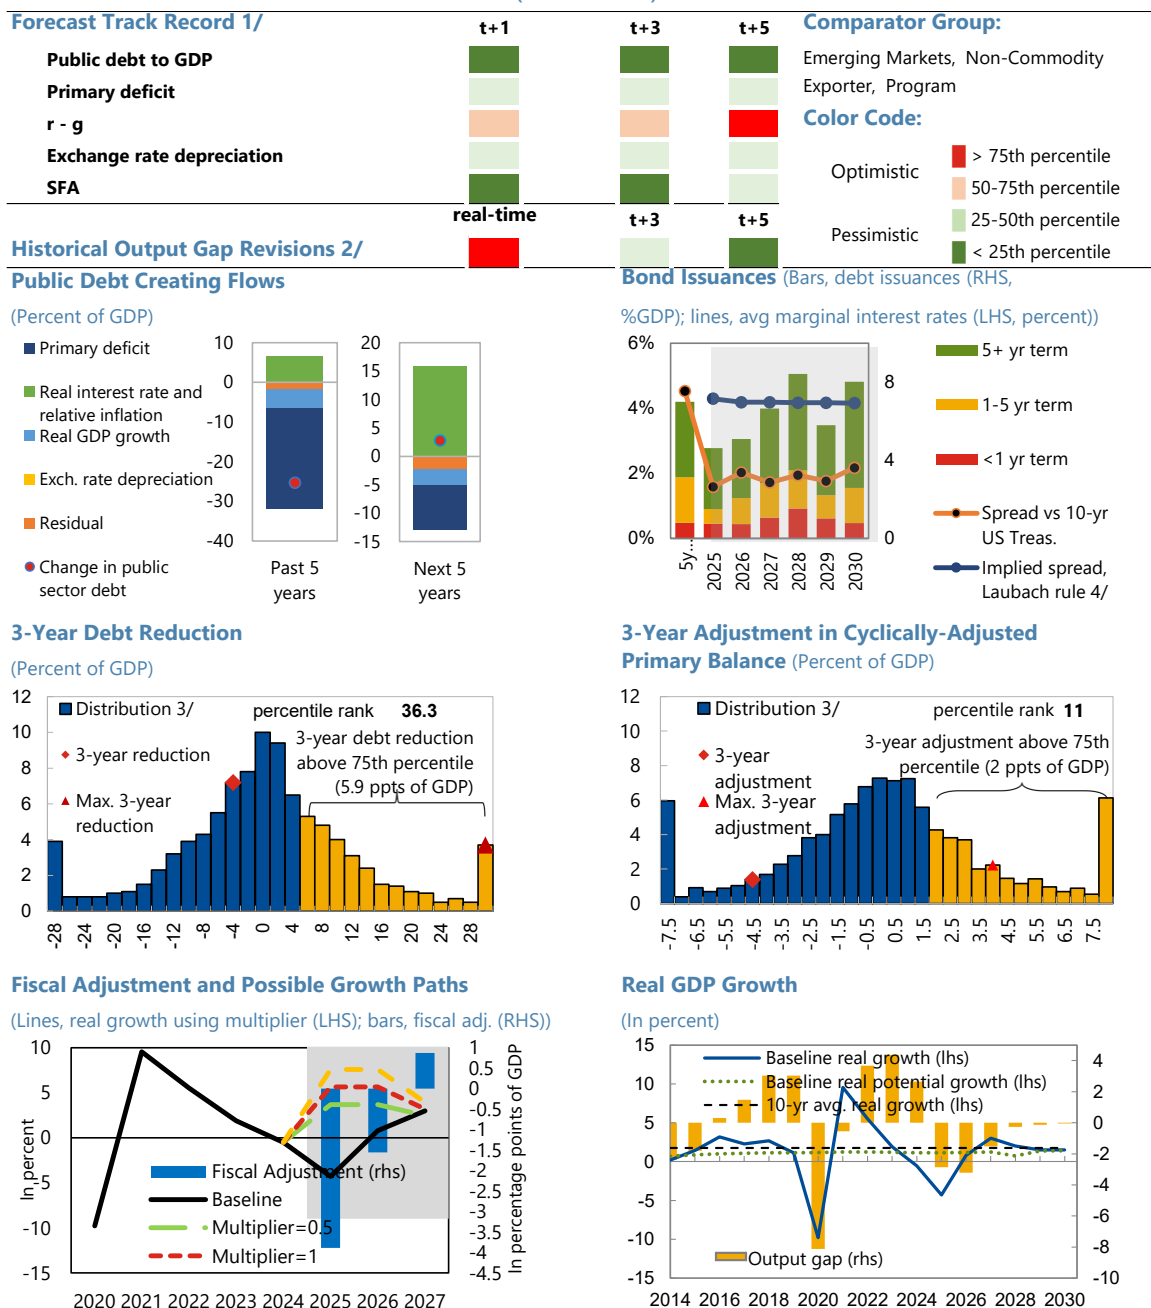 Forecast Track Record 1/
t+1
t+3
t+5
Comparator Group:
Public debt to GDP
Emerging Markets, Non-Commodity
Exporter, Program
Primary deficit
r - g
Color Code:
Exchange rate depreciation
SFA
Optimistic
> 75th percentile
50-75th percentile
real-time
t+3
t+5
Pessimistic
25-50th percentile
< 25th percentile
Historical Output Gap Revisions 2/
Public Debt Creating Flows
(Percent of GDP)
Primary deficit
Real interest rate and
relative inflation
Real GDP growth
Exch. rate depreciation
Residual
Change in public
sector debt
10
0
-10
-20
-30
-40
Past 5
years
20
15
10
5
0
-5
-10
-15
Next 5
years
Bond Issuances (Bars, debt issuances (RHS,
%GDP); lines, avg marginal interest rates (LHS, percent))
6%
4%
2%
0%
8
4
0
5y...
2025
2026
2027
2028
2029
2030
5+ yr term
1-5 yr term
<1 yr term
Spread vs 10-yr
US Treas.
Implied spread,
Laubach rule 4/
3-Year Debt Reduction
(Percent of GDP)
12
10
8
6
4
2
0
Distribution 3/
3-year reduction
Max. 3-year
reduction
percentile rank 36.3
3-year debt reduction
above 75th percentile
(5.9 ppts of GDP)
-28
-24
-20
-16
-12
-8
-4
0
4
8
12
16
20
24
28
3-Year Adjustment in Cyclically-Adjusted
Primary Balance (Percent of GDP)
12
10
8
6
4
2
0
Distribution 3/
3-year
adjustment
Max. 3-year
adjustment
percentile rank 11
3-year adjustment above 75th
percentile (2 ppts of GDP)
-7.5
-6.5
-5.5
-4.5
-3.5
-2.5
-1.5
-0.5
0.5
1.5
2.5
3.5
4.5
5.5
6.5
7.5
Fiscal Adjustment and Possible Growth Paths
(Lines, real growth using multiplier (LHS); bars, fiscal adj. (RHS))
In percent
10
5
0
-5
-10
-15
1
0.5
0
-0.5
-1
-1.5
-2
-2.5
-3
-3.5
-4
-4.5
In percentage points of GDP
Fiscal Adjustment (rhs)
Baseline
Multiplier=0.5
Multiplier=1
2020 2021 2022 2023 2024 2025 2026 2027
Real GDP Growth
(In percent)
15
10
5
0
-5
-10
-15
4
2
0
-2
-4
-6
-8
-10
Baseline real growth (lhs)
Baseline real potential growth (lhs)
10-yr avg. real growth (lhs)
Output gap (rhs)
2014 2016 2018 2020 2022 2024 2026 2028 2030